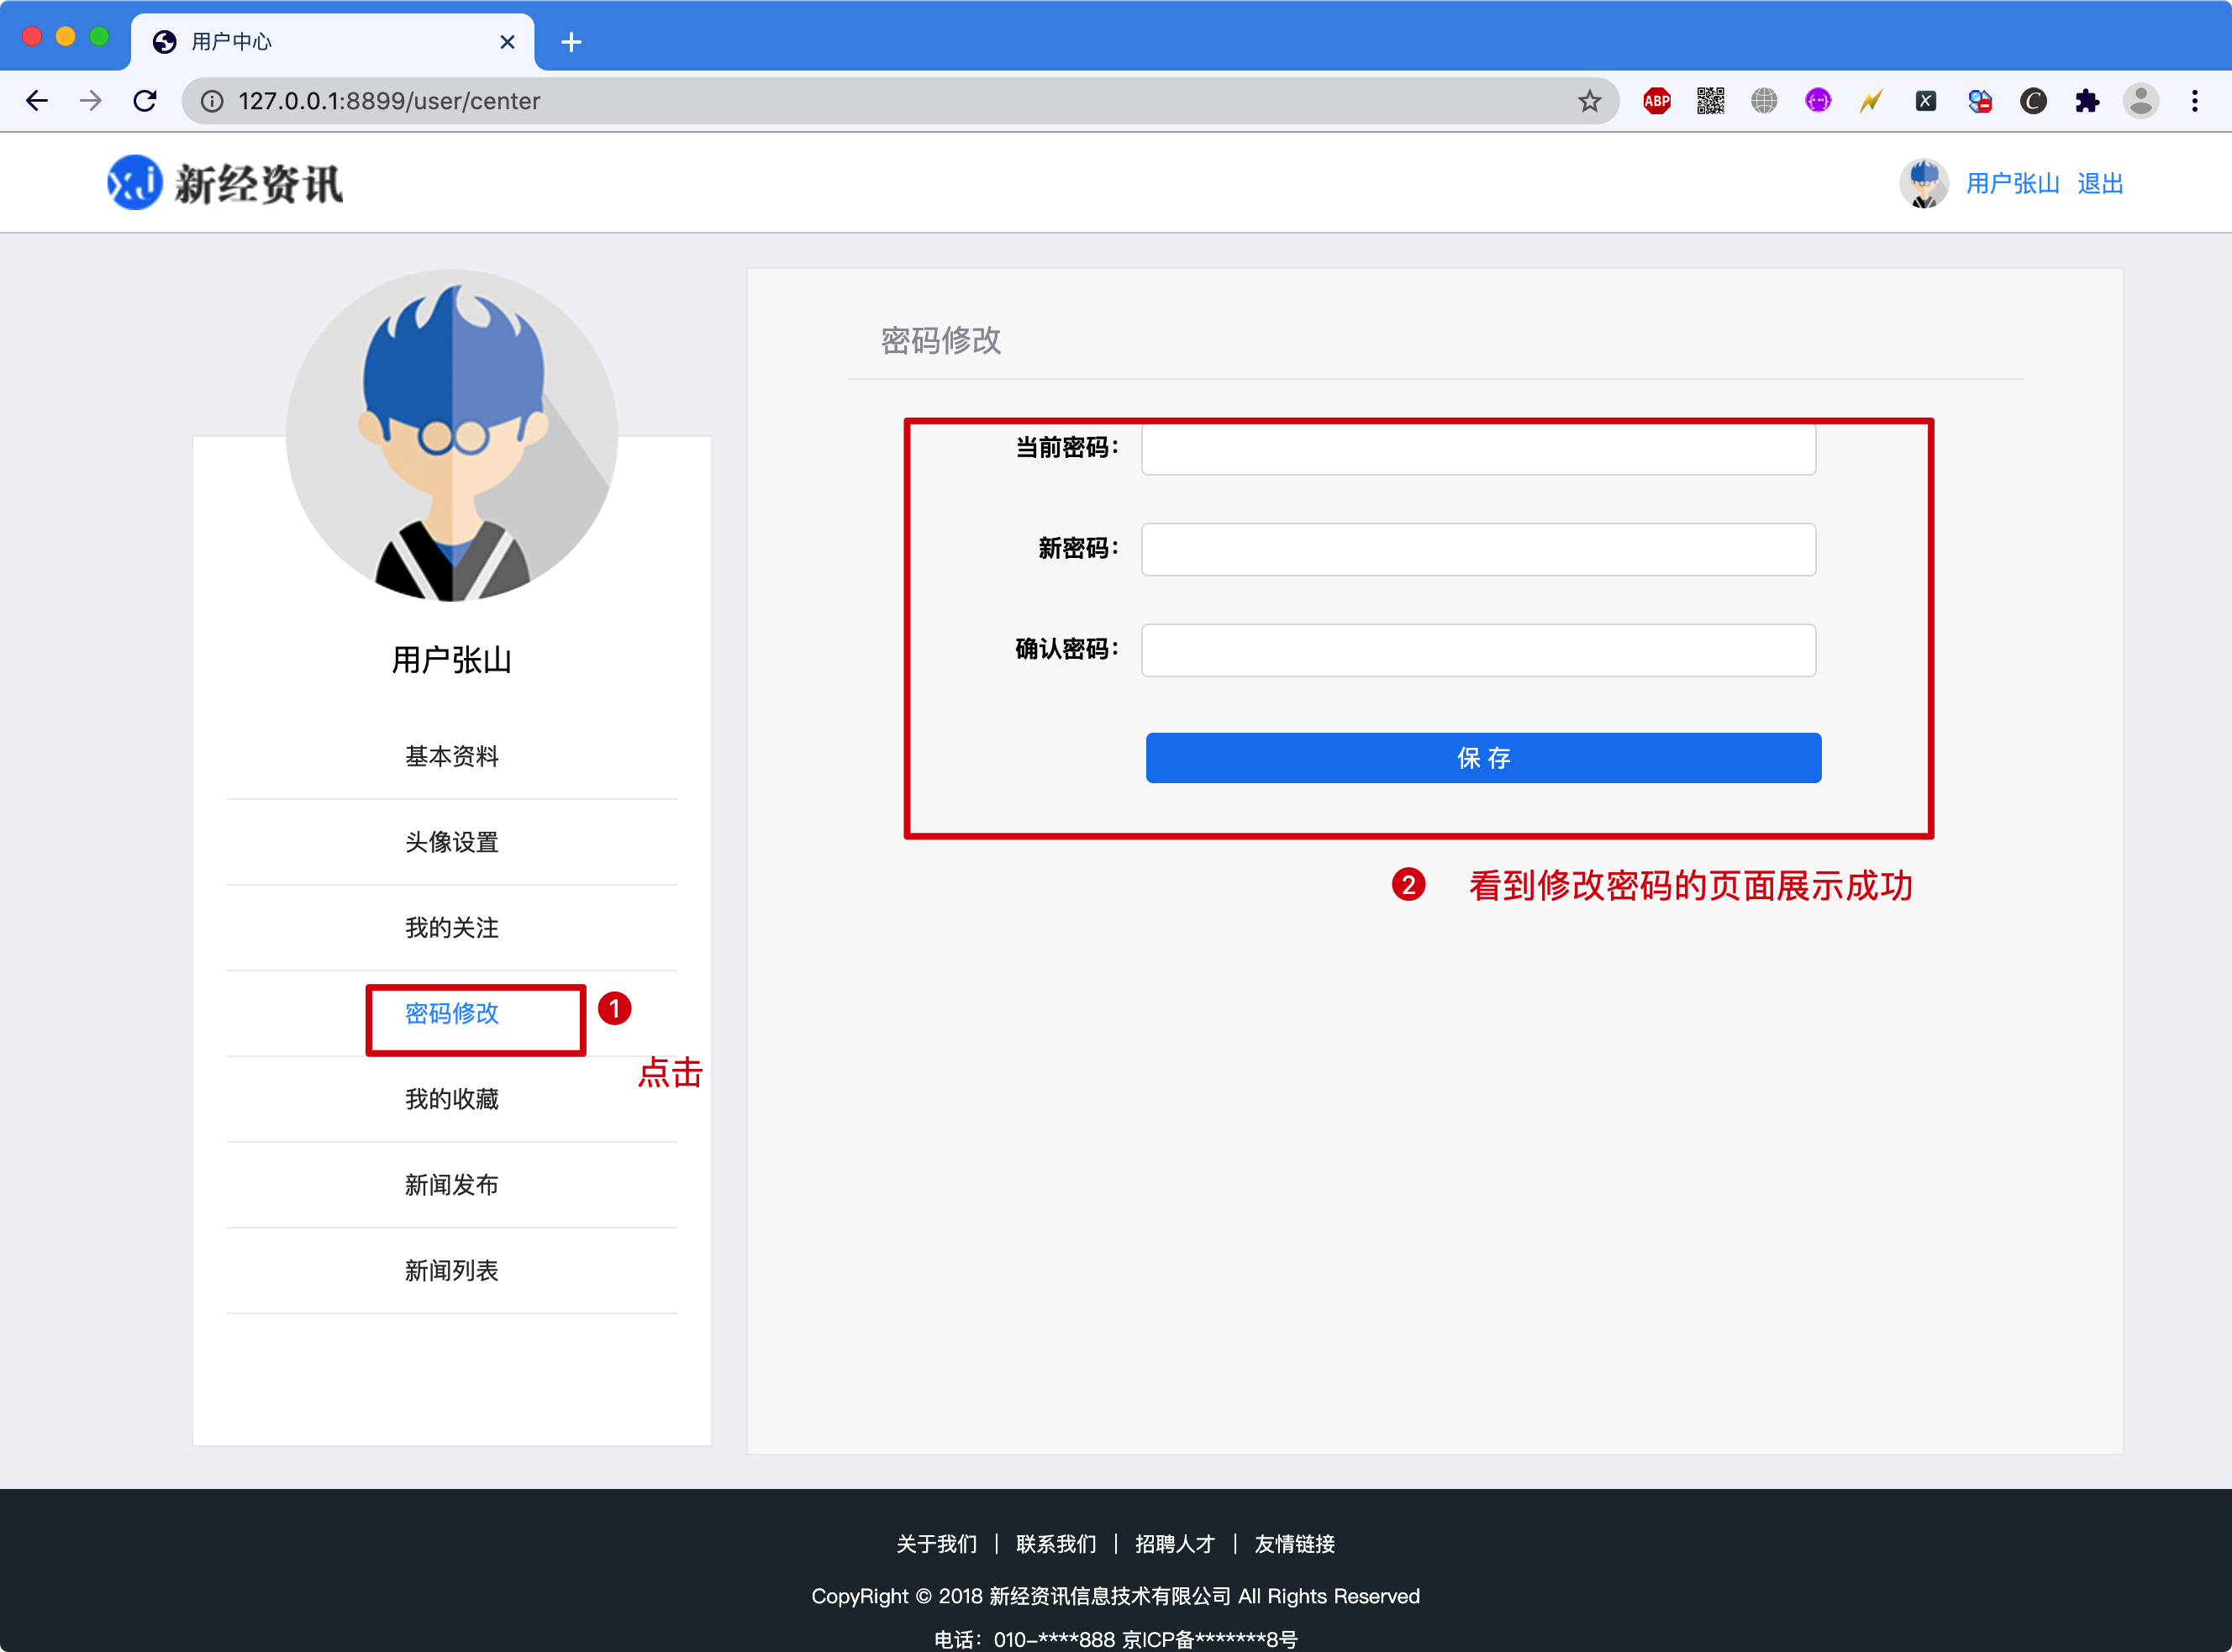 用户中心
127.0.0.1:8899/user/center
ABP
xj 新经资讯
用户张山 退出
密码修改
当前密码：
新密码：
确认密码：
保 存
2 看到修改密码的页面展示成功
用户张山
基本资料
头像设置
我的关注
密码修改 1
点击
我的收藏
新闻发布
新闻列表
关于我们 | 联系我们 | 招聘人才 | 友情链接
CopyRight © 2018 新经资讯信息技术有限公司 All Rights Reserved
电话：010-****888 京ICP备*******8号